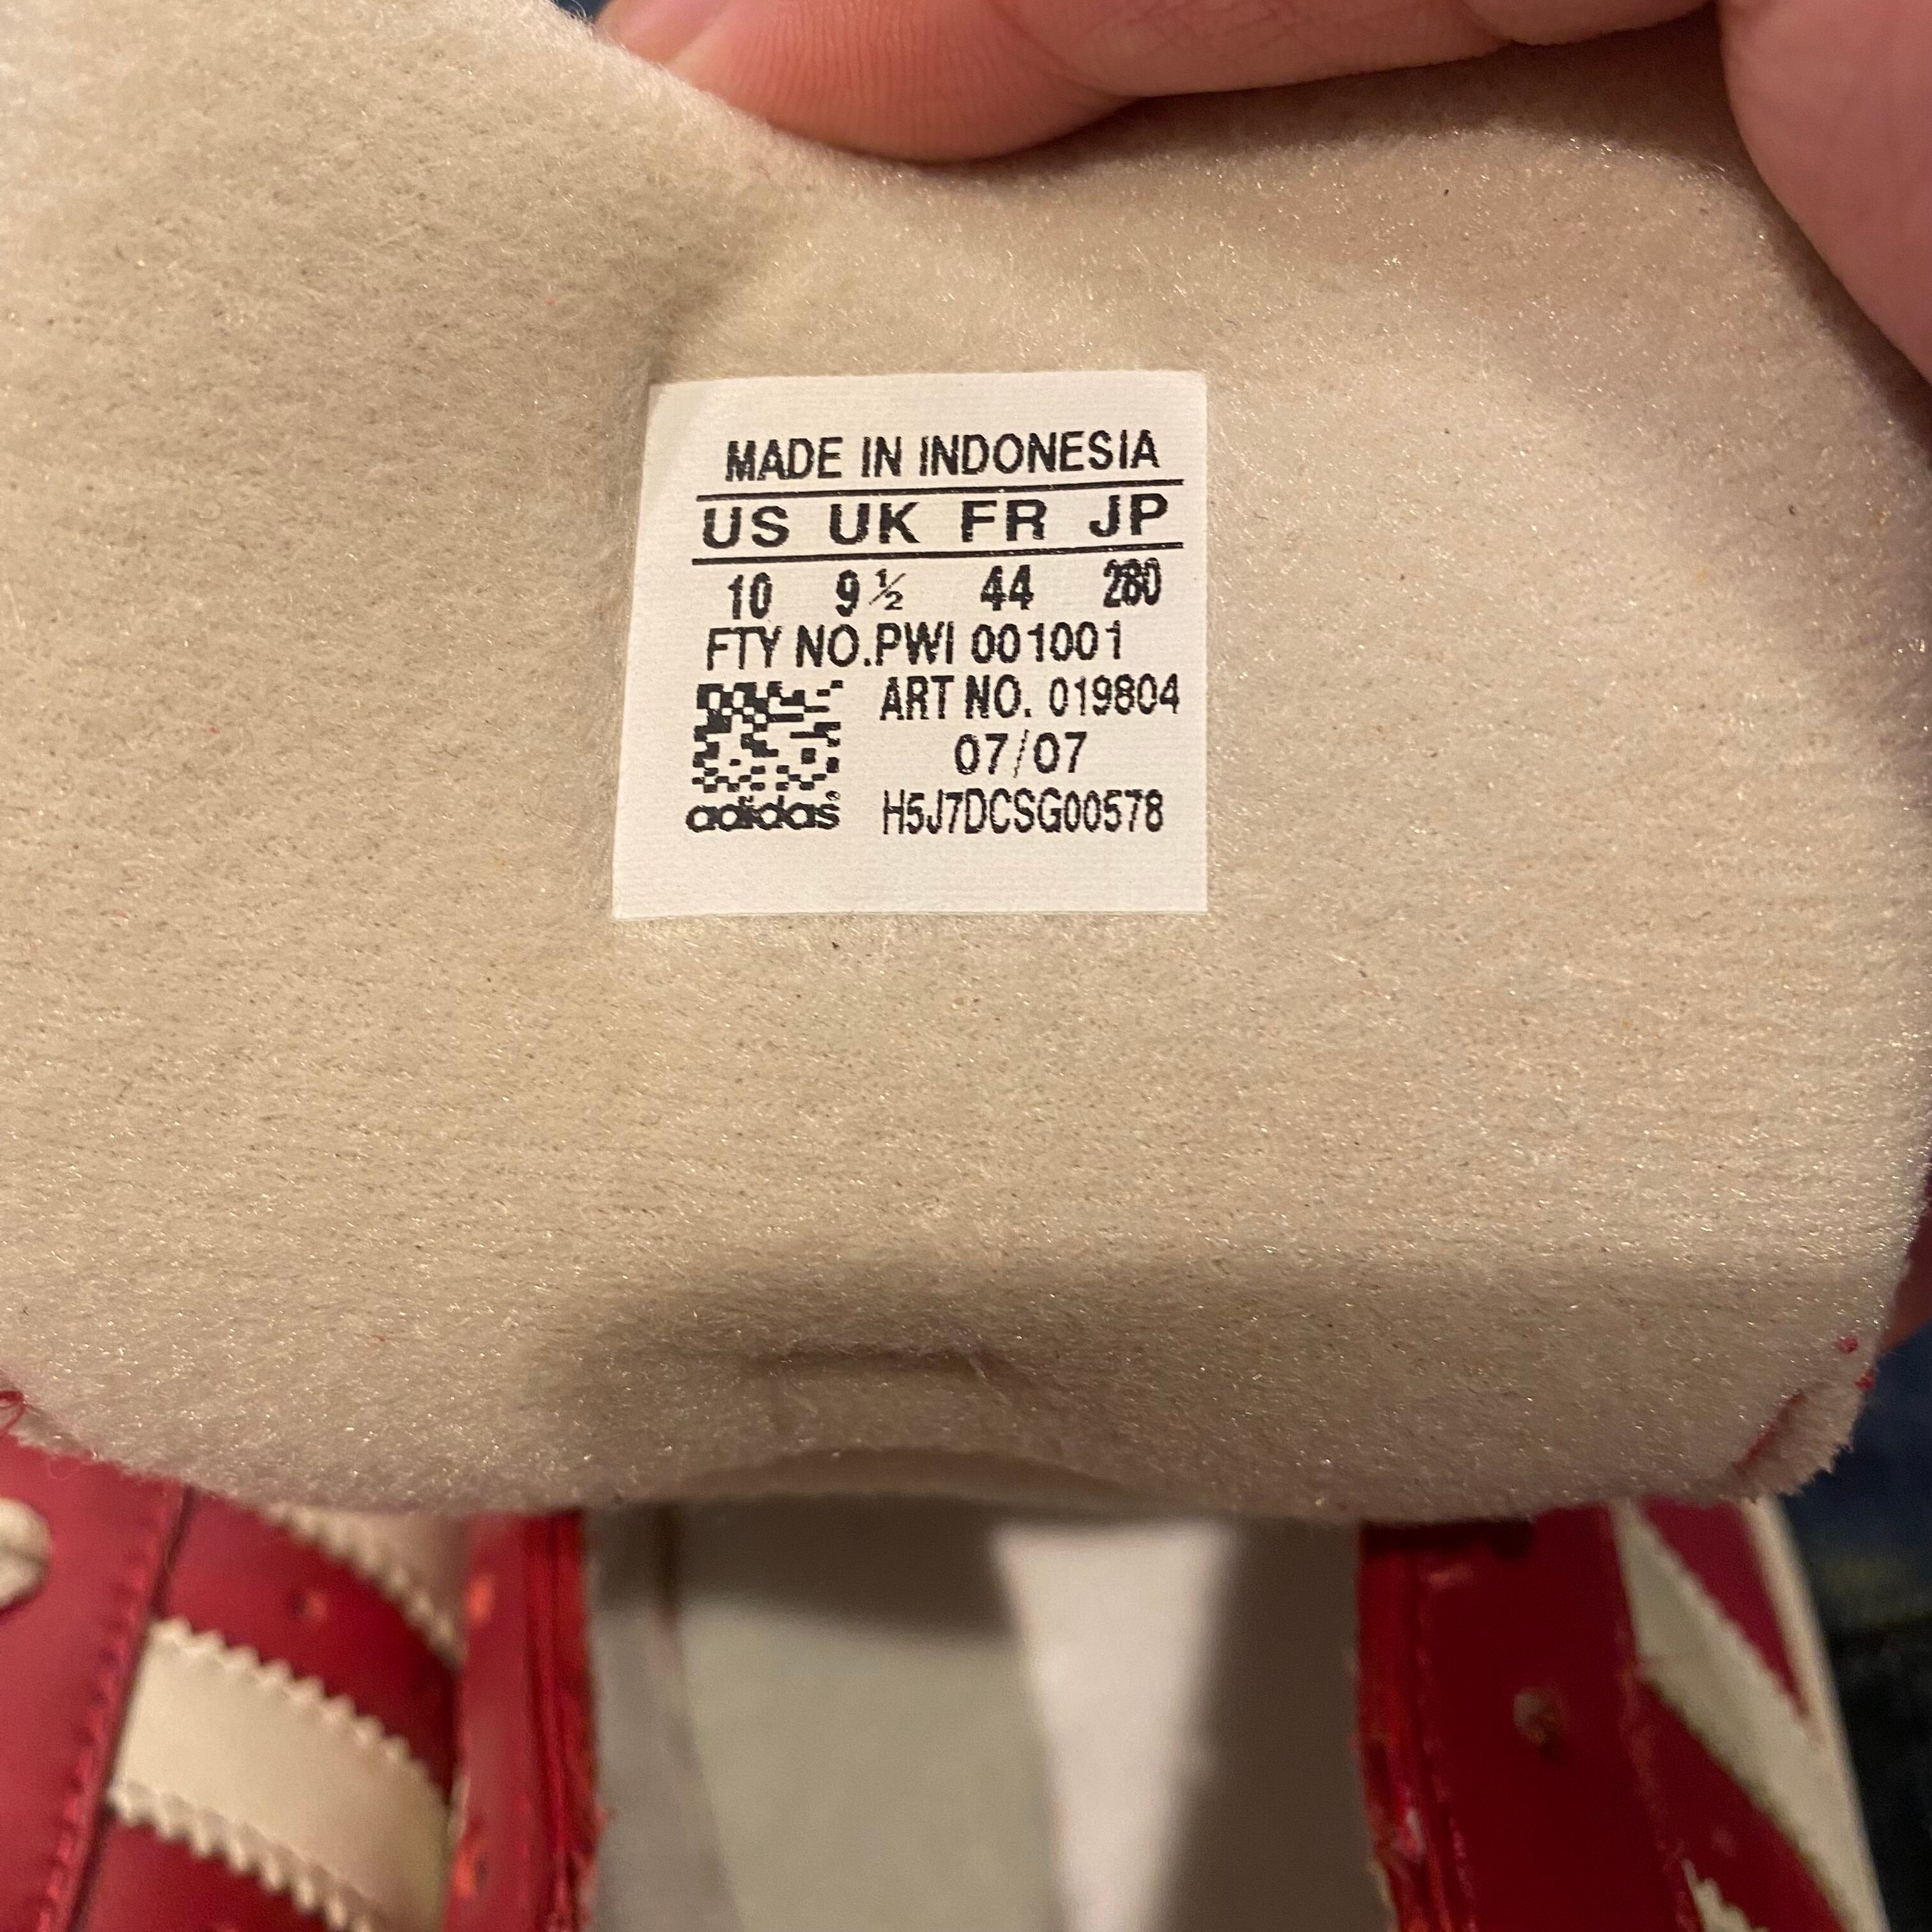 MADE IN INDONESIA
US UK FR JP
10 9½ 44 280
FTY NO.PWI 001001
ART NO. 019804
07/07
adidas® H5J7DCSG00578